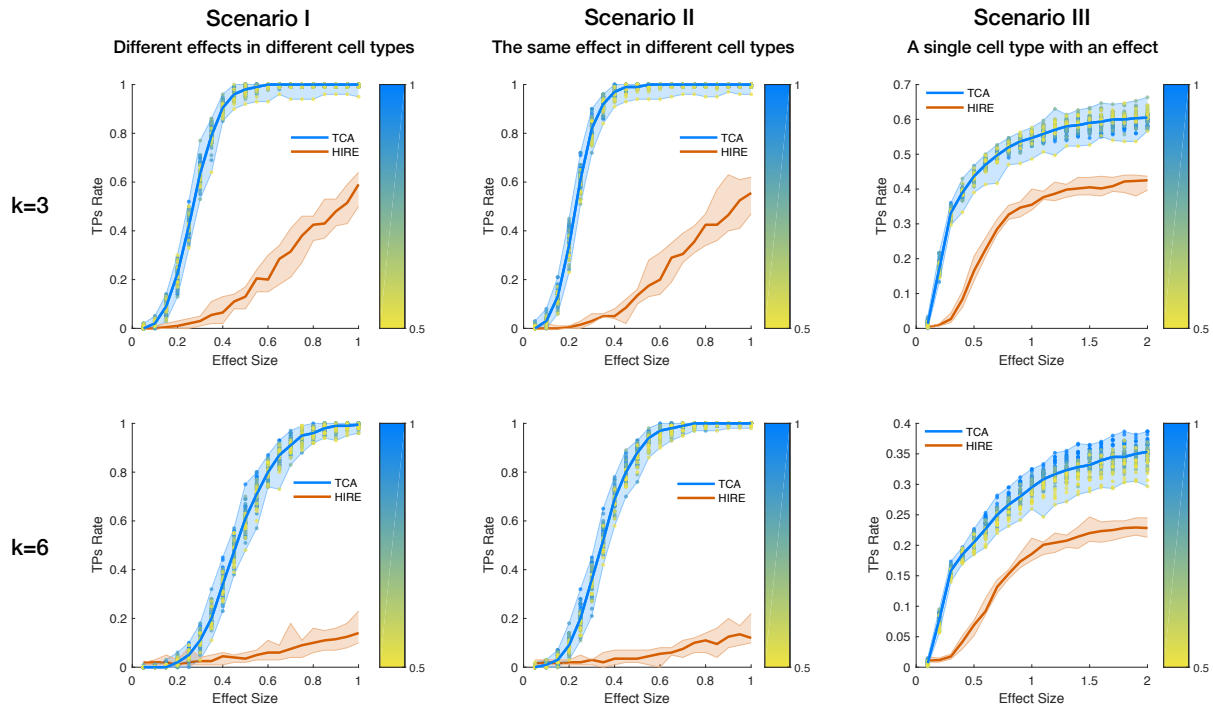 Scenario I
Scenario II
Scenario III
Different effects in different cell types
The same effect in different cell types
A single cell type with an effect
k=3
TPs Rate
1
0.8
0.6
0.4
0.2
0
0
0.2
0.4
0.6
0.8
1
Effect Size
TCA
HIRE
1
0.5
TPs Rate
1
0.8
0.6
0.4
0.2
0
0
0.2
0.4
0.6
0.8
1
Effect Size
TCA
HIRE
1
0.5
TPs Rate
0.7
0.6
0.5
0.4
0.3
0.2
0.1
0
0.5
1
1.5
2
Effect Size
TCA
HIRE
1
0.5
k=6
TPs Rate
1
0.8
0.6
0.4
0.2
0
0
0.2
0.4
0.6
0.8
1
Effect Size
TCA
HIRE
1
0.5
TPs Rate
1
0.8
0.6
0.4
0.2
0
0
0.2
0.4
0.6
0.8
1
Effect Size
TCA
HIRE
1
0.5
TPs Rate
0.4
0.35
0.3
0.25
0.2
0.15
0.1
0.05
0
0.5
1
1.5
2
Effect Size
TCA
HIRE
1
0.5